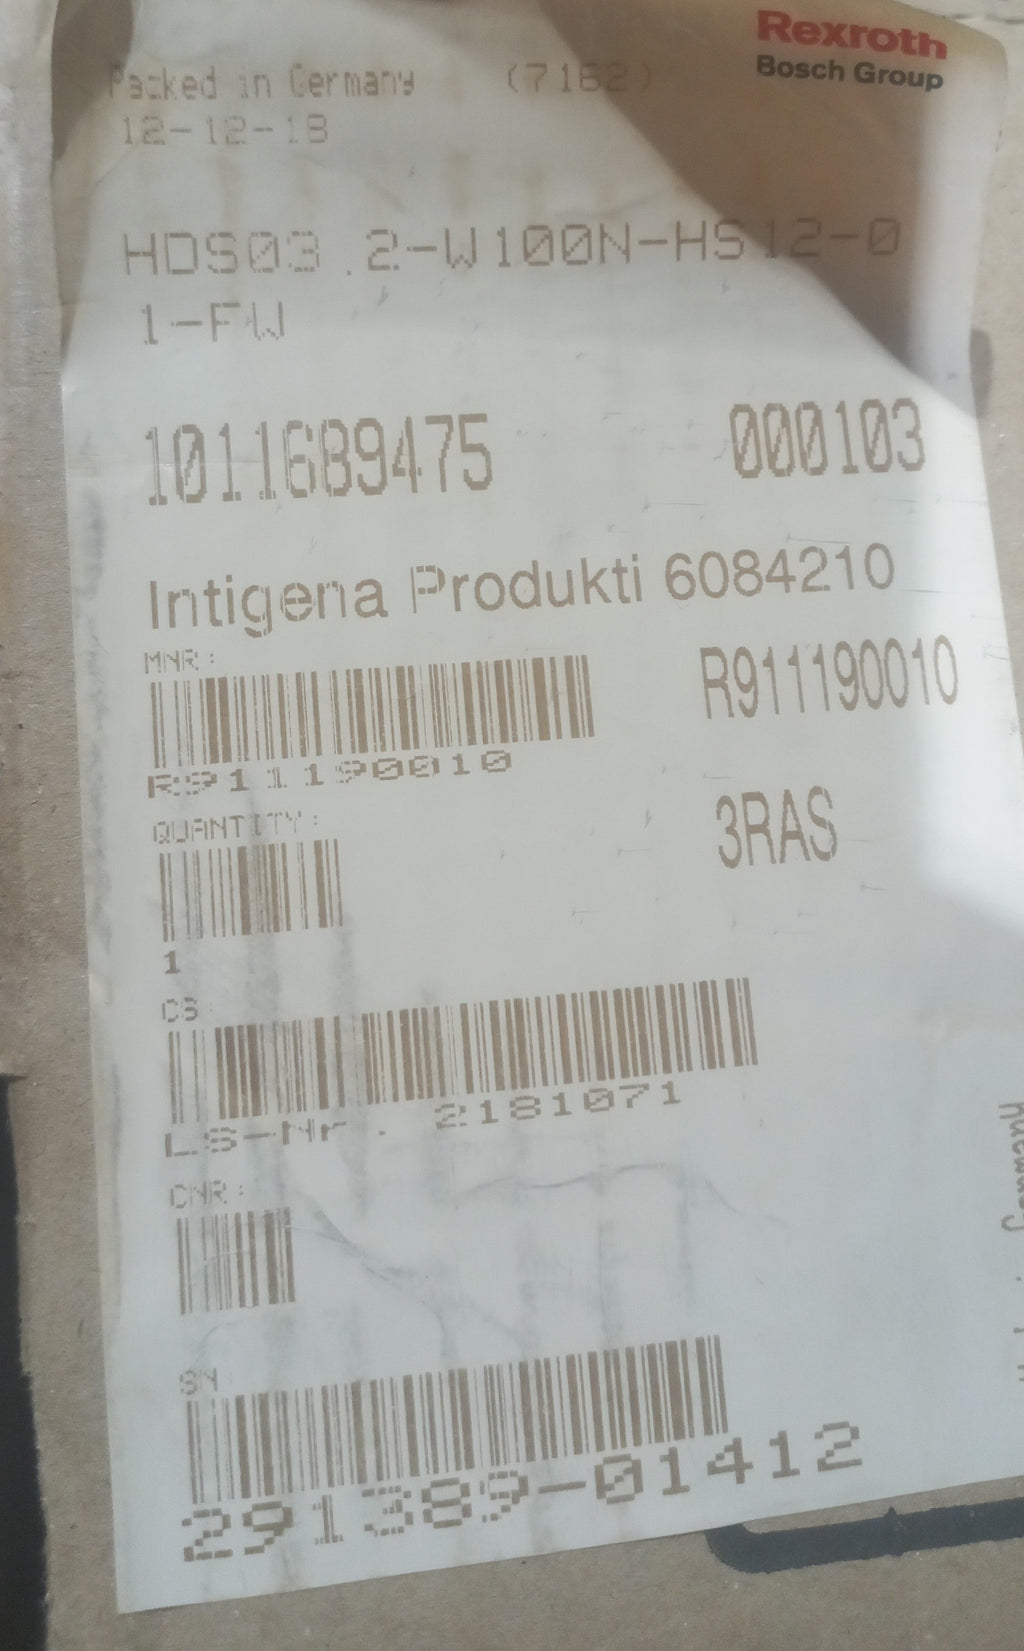 Rexroth
Bosch Group
Packed in Germany (7162)
12-12-18
HDS03.2-W100N-HS12-0
1-FW
1011689475 000103
Intigena Produkti 6084210
MNR:
R911190010
R911190010
QUANTITY:
3RAS
1
CS
LS-Nr. 2181071
CNR:
SN
291389-01412
Germany